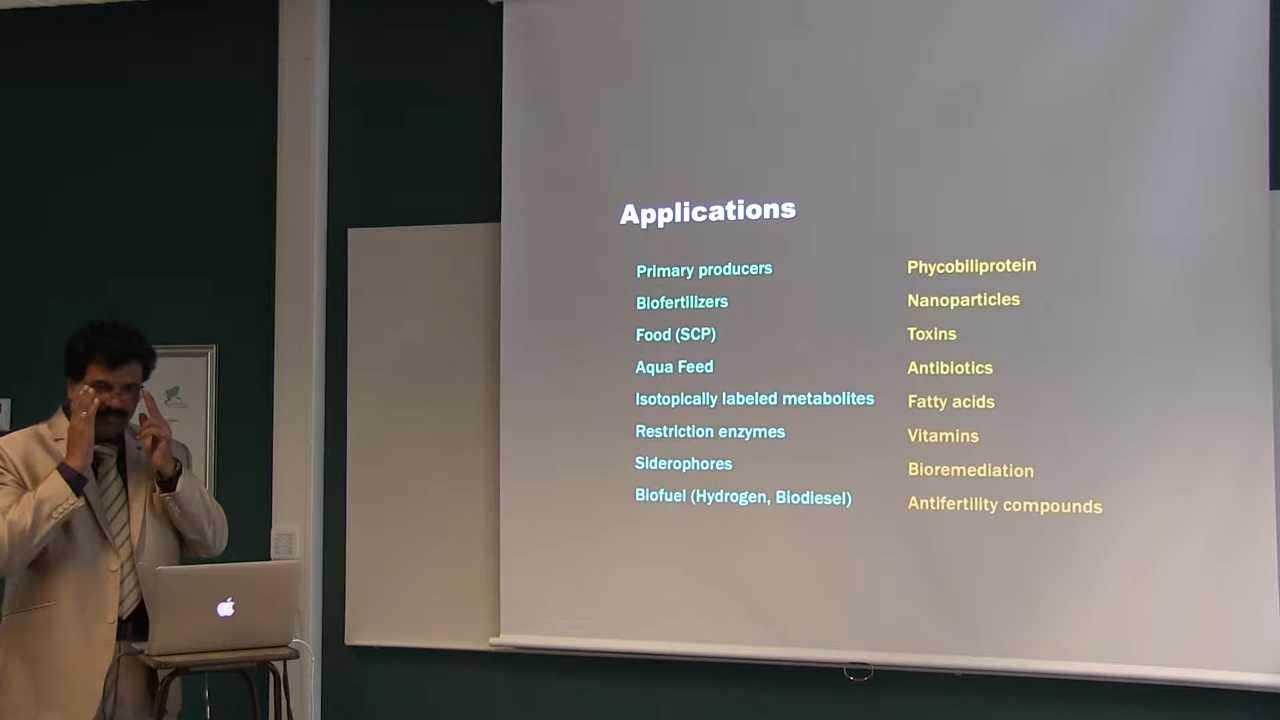 Applications
Primary producers
Biofertilizers
Food (SCP)
Aqua Feed
Isotopically labeled metabolites
Restriction enzymes
Siderophores
Biofuel (Hydrogen, Biodiesel)
Phycobiliprotein
Nanoparticles
Toxins
Antibiotics
Fatty acids
Vitamins
Bioremediation
Antifertility compounds